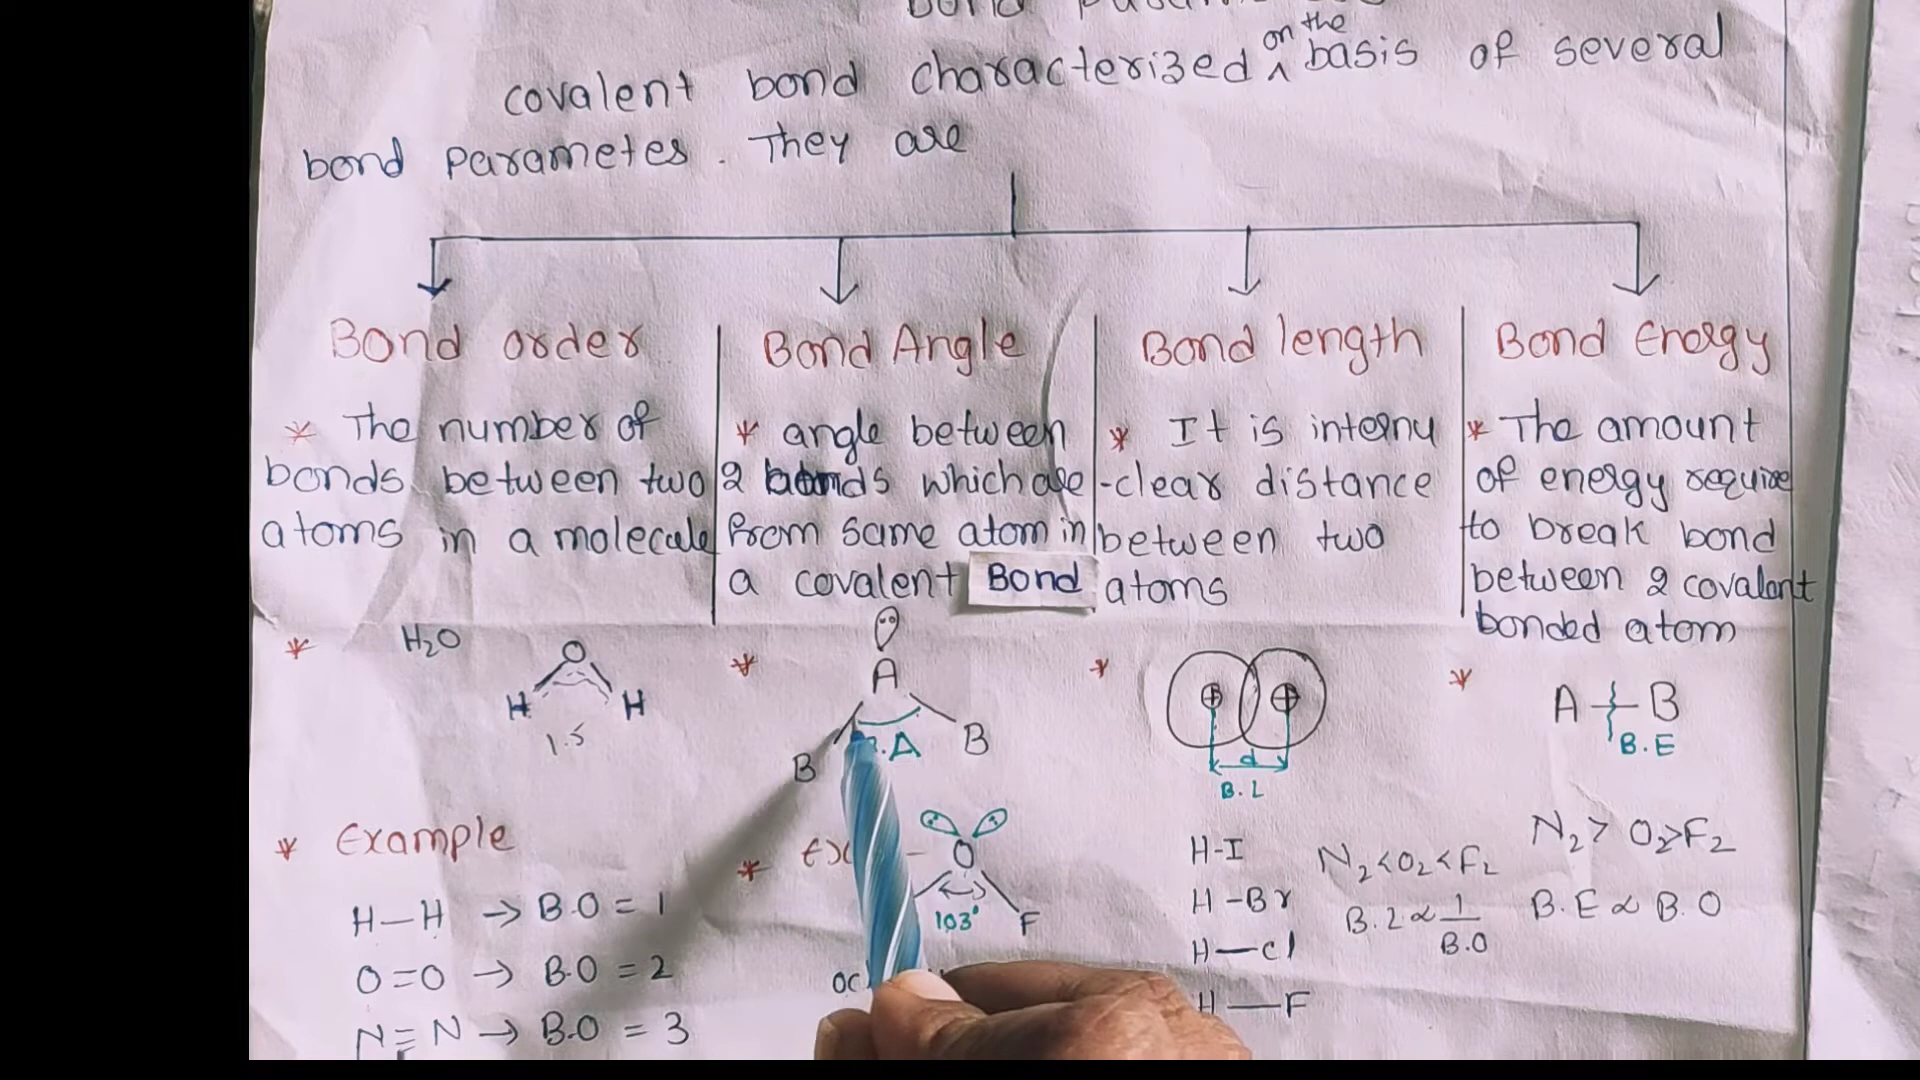 covalent bond characterized ^ on the basis of several
bond parametes. They are
Bond order
* The number of
bonds between two
atoms in a molecule
* H₂O
O
H H
1.5
* Example
H—H → B.O = 1
O=O → B.O = 2
N≡N → B.O = 3
Bond Angle
* angle between
2 bonds which are
from same atom in
a covalent Bond
*
A
B B
B.A
*
O
103° F
Bond length
* It is internu
-clear distance
between two
atoms
*
d
B.L
H-I
H-Br
H—Cl
H—F
N₂<O₂<F₂
B.L ∝ 1/B.O
Bond Energy
* The amount
of energy require
to break bond
between 2 covalent
bonded atom
* A—B
B.E
N₂> O₂>F₂
B.E ∝ B.O